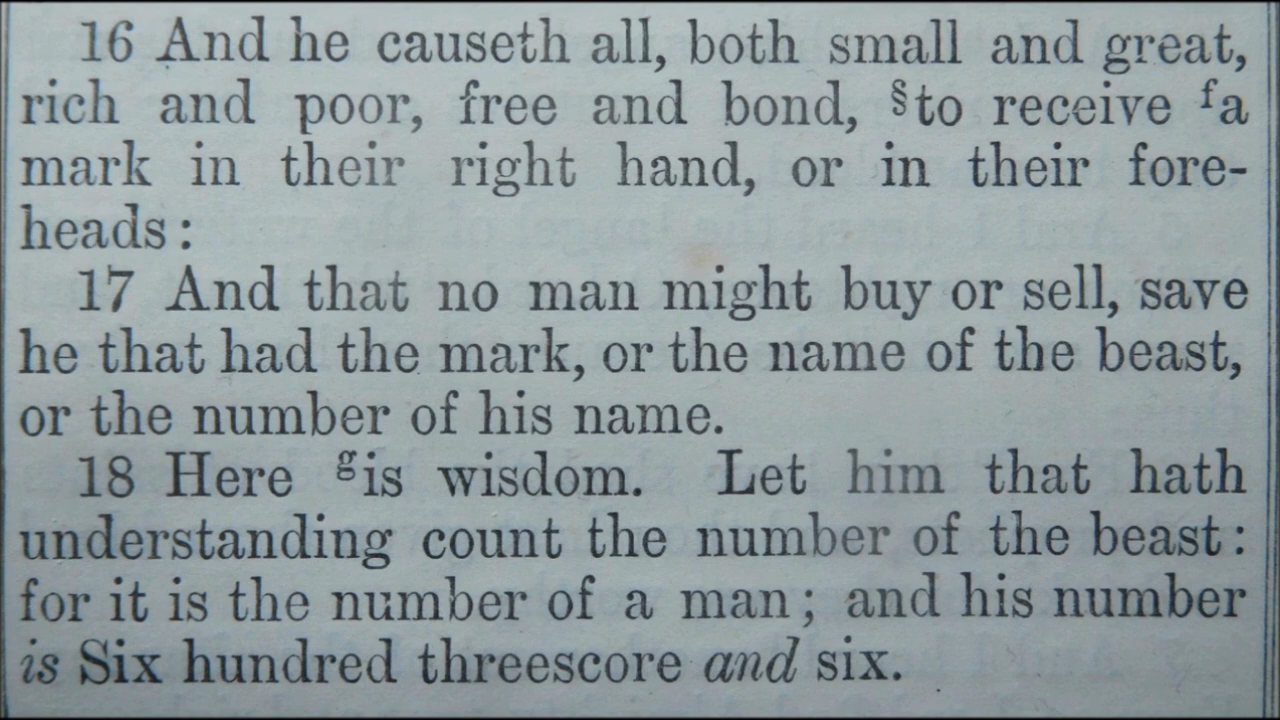 16 And he causeth all, both small and great,
rich and poor, free and bond, §to receive fa
mark in their right hand, or in their fore-
heads:
17 And that no man might buy or sell, save
he that had the mark, or the name of the beast,
or the number of his name.
18 Here gis wisdom. Let him that hath
understanding count the number of the beast:
for it is the number of a man; and his number
is Six hundred threescore and six.